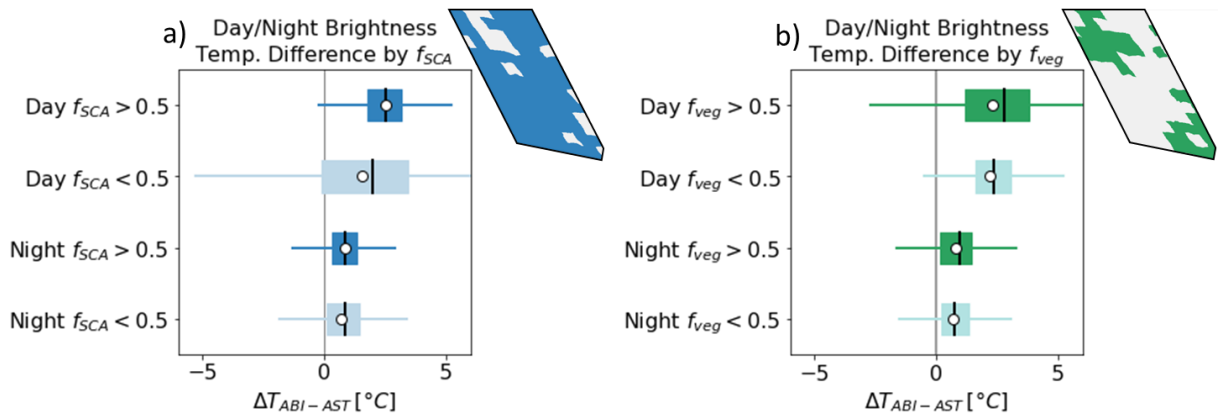 a)
Day/Night Brightness
Temp. Difference by f_SCA
Day f_SCA > 0.5
Day f_SCA < 0.5
Night f_SCA > 0.5
Night f_SCA < 0.5
−5 0 5
ΔT_ABI−AST [°C]
b)
Day/Night Brightness
Temp. Difference by f_veg
Day f_veg > 0.5
Day f_veg < 0.5
Night f_veg > 0.5
Night f_veg < 0.5
−5 0 5
ΔT_ABI−AST [°C]